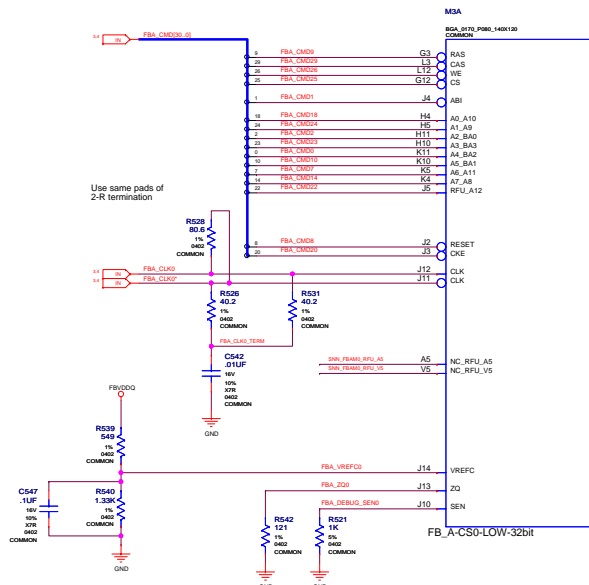 M3A
BGA_0170_P080_140X120
COMMON
3.4 IN FBA_CMD[30..0]
9 FBA_CMD9 G3 RAS
29 FBA_CMD29 L3 CAS
26 FBA_CMD26 L12 WE
25 FBA_CMD25 G12 CS
1 FBA_CMD1 J4 ABI
18 FBA_CMD18 H4 A0_A10
24 FBA_CMD24 H5 A1_A9
2 FBA_CMD2 H11 A2_BA0
23 FBA_CMD23 H10 A3_BA3
0 FBA_CMD0 K11 A4_BA2
10 FBA_CMD10 K10 A5_BA1
7 FBA_CMD7 K5 A6_A11
14 FBA_CMD14 K4 A7_A8
22 FBA_CMD22 J5 RFU_A12
Use same pads of
2-R termination
R528
80.6
1%
0402
COMMON
8 FBA_CMD8 J2 RESET
20 FBA_CMD20 J3 CKE
3.4 IN FBA_CLK0 J12 CLK
3.4 IN FBA_CLK0* J11 CLK
R526
40.2
1%
0402
COMMON
R531
40.2
1%
0402
COMMON
FBA_CLK0_TERM
C542
.01UF
16V
10%
X7R
0402
COMMON
GND
SNN_FBAM0_RFU_A5 A5 NC_RFU_A5
SNN_FBAM0_RFU_V5 V5 NC_RFU_V5
FBVDDQ
R539
549
1%
0402
COMMON
FBA_VREFC0 J14 VREFC
FBA_ZQ0 J13 ZQ
FBA_DEBUG_SEN0 J10 SEN
C547
.1UF
16V
10%
X7R
0402
COMMON
R540
1.33K
1%
0402
COMMON
GND
R542
121
1%
0402
COMMON
R521
1K
5%
0402
COMMON
FB_A-CS0-LOW-32bit